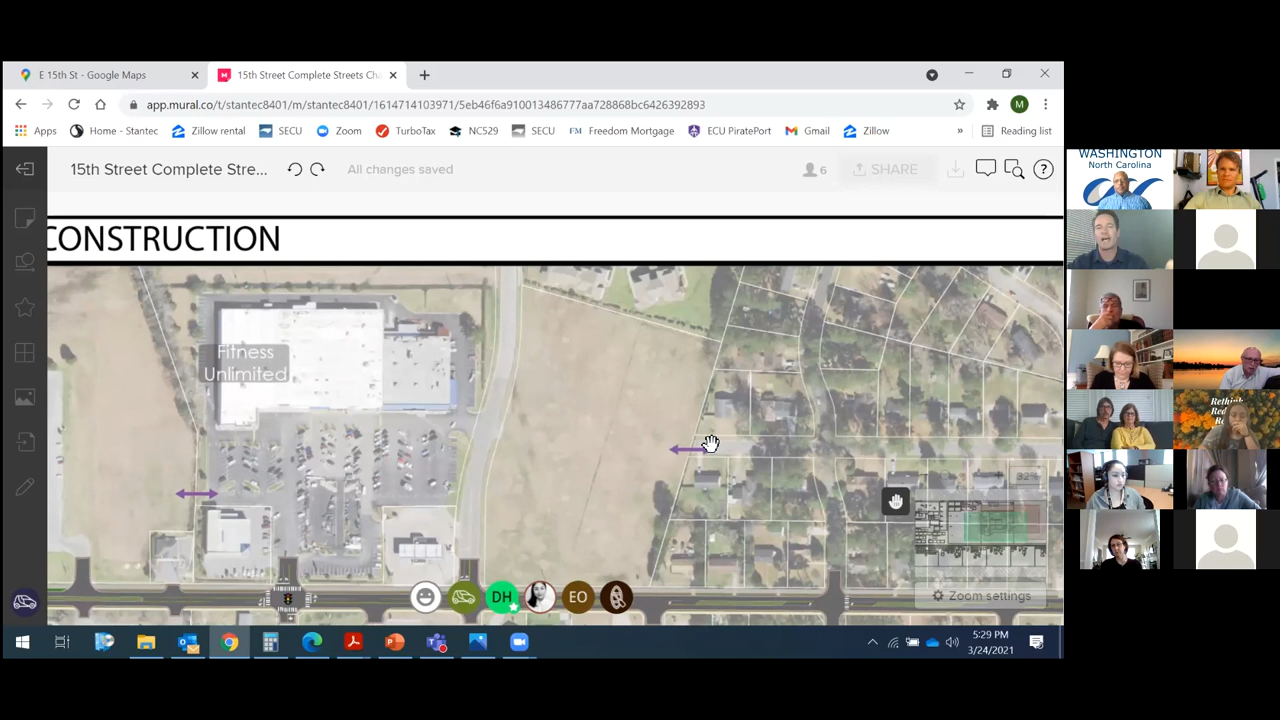 E 15th St - Google Maps
15th Street Complete Streets Cha
app.mural.co/t/stantec8401/m/stantec8401/1614714103971/5eb46f6a910013486777aa728868bc6426392893
M
Apps
Home - Stantec
Zillow rental
SECU
Zoom
TurboTax
NC529
SECU
FM Freedom Mortgage
ECU PiratePort
Gmail
Zillow
»
Reading list
15th Street Complete Stre...
All changes saved
6
SHARE
CONSTRUCTION
Fitness
Unlimited
32%
Zoom settings
DH
EO
5:29 PM
3/24/2021
WASHINGTON
North Carolina